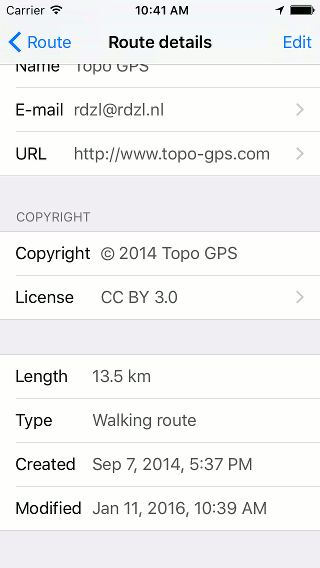 Carrer 10:41 AM
Route Route details Edit
Name Topo GPS
E-mail rdzl@rdzl.nl
URL http://www.topo-gps.com
COPYRIGHT
Copyright © 2014 Topo GPS
License CC BY 3.0
Length 13.5 km
Type Walking route
Created Sep 7, 2014, 5:37 PM
Modified Jan 11, 2016, 10:39 AM